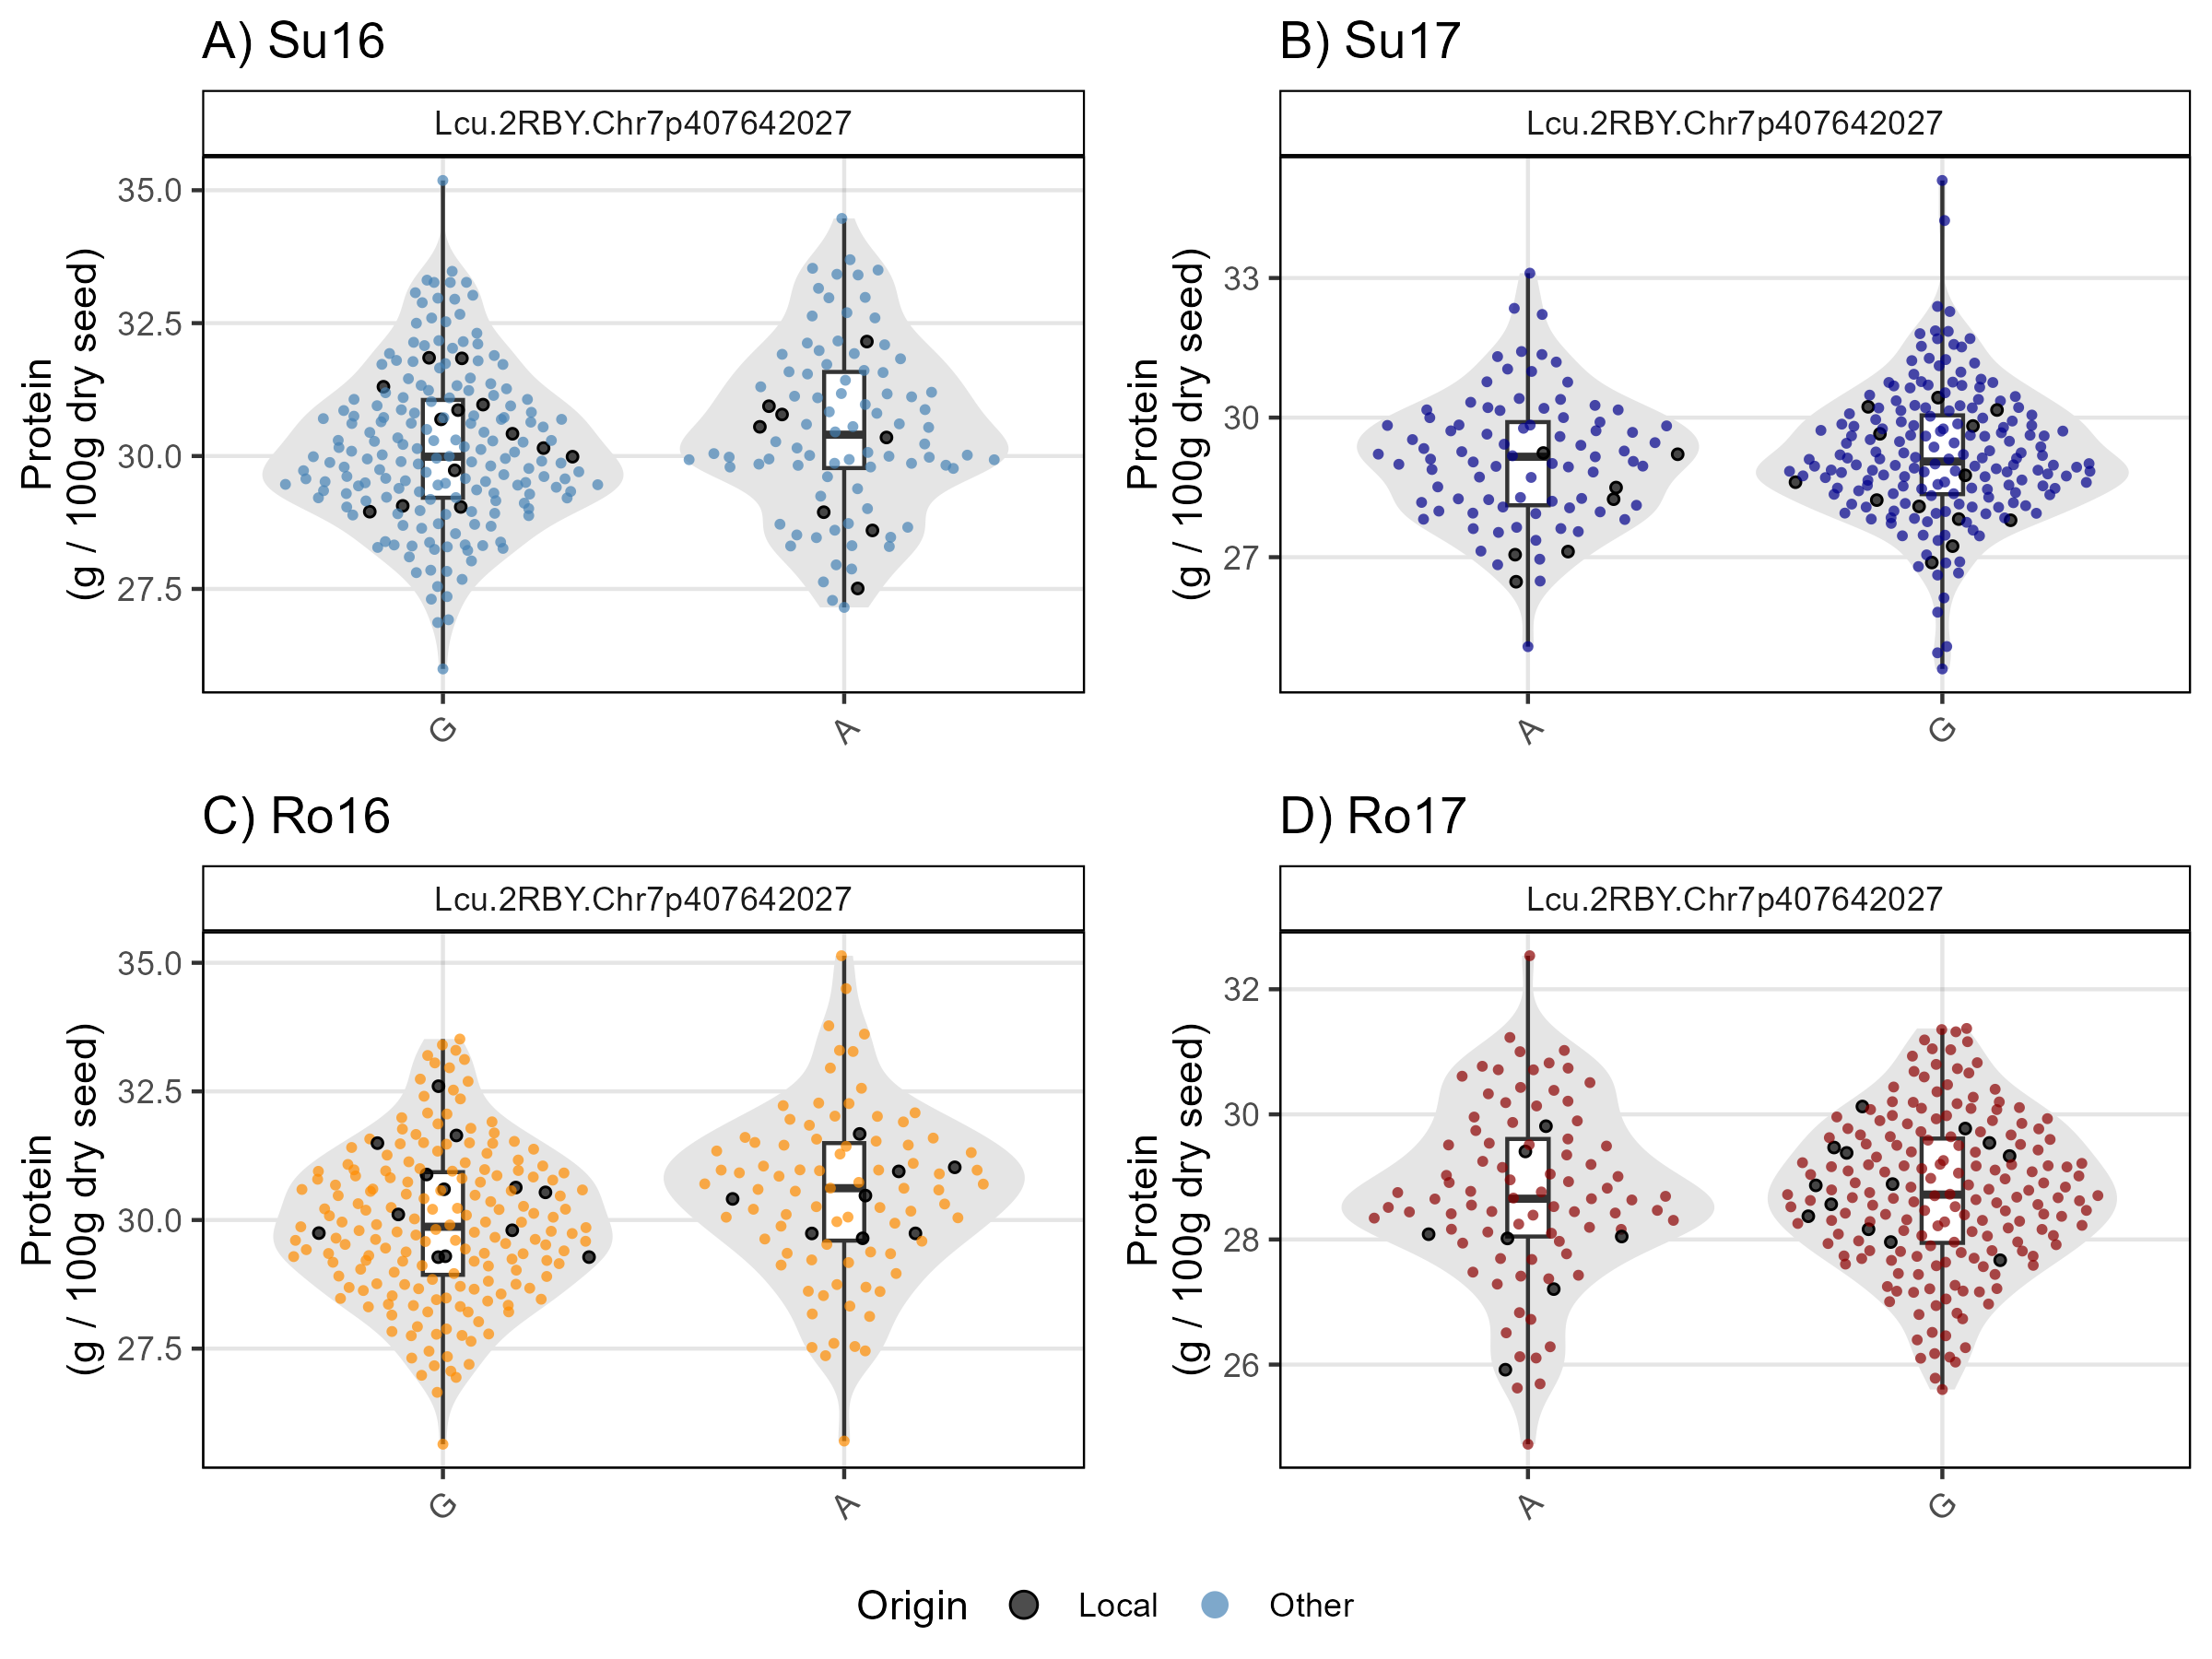 A) Su16
Lcu.2RBY.Chr7p407642027
Protein
(g / 100g dry seed)
35.0
32.5
30.0
27.5
G
A
B) Su17
Lcu.2RBY.Chr7p407642027
Protein
(g / 100g dry seed)
33
30
27
A
G
C) Ro16
Lcu.2RBY.Chr7p407642027
Protein
(g / 100g dry seed)
35.0
32.5
30.0
27.5
G
A
D) Ro17
Lcu.2RBY.Chr7p407642027
Protein
(g / 100g dry seed)
32
30
28
26
A
G
Origin Local Other